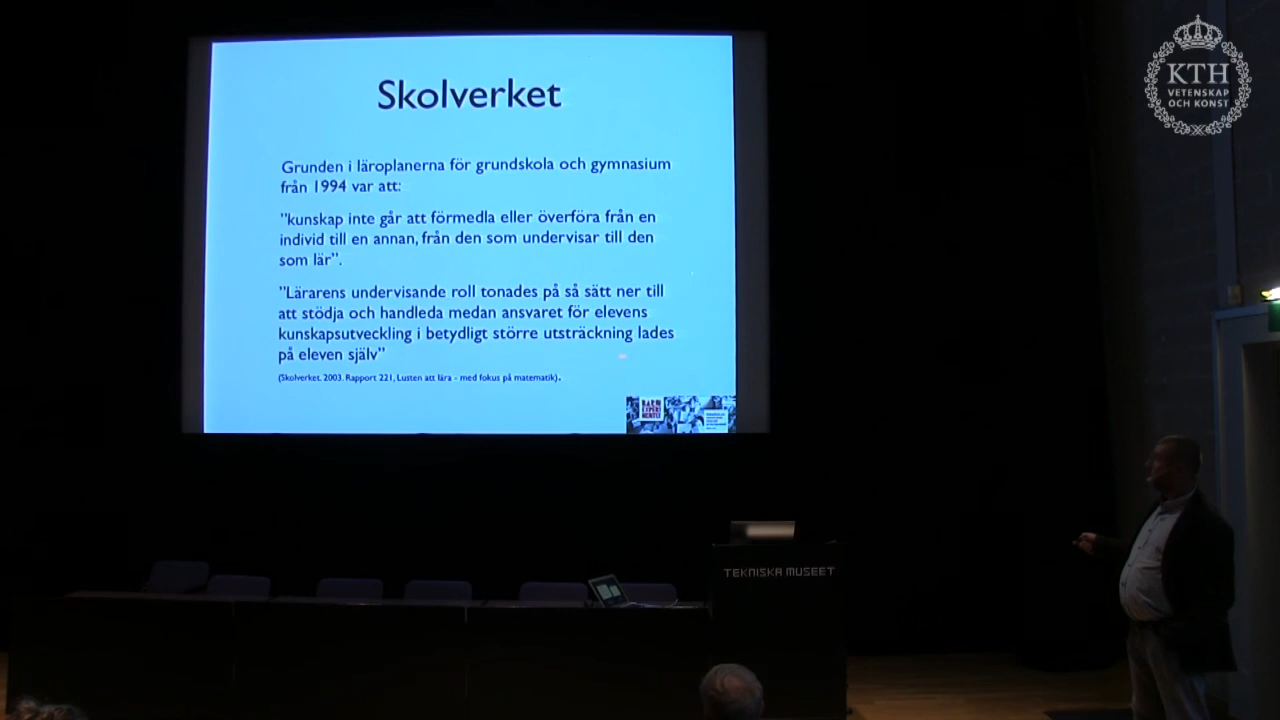 Skolverket
Grunden i läroplanerna för grundskola och gymnasium
från 1994 var att:
”kunskap inte går att förmedla eller överföra från en
individ till en annan, från den som undervisar till den
som lär”.
”Lärarens undervisande roll tonades på så sätt ner till
att stödja och handleda medan ansvaret för elevens
kunskapsutveckling i betydligt större utsträckning lades
på eleven själv”
(Skolverket. 2003. Rapport 221, Lusten att lära - med fokus på matematik).
BARN
EXPERI
MENTET
TEKNISKA MUSEET
KTH
VETENSKAP
OCH KONST